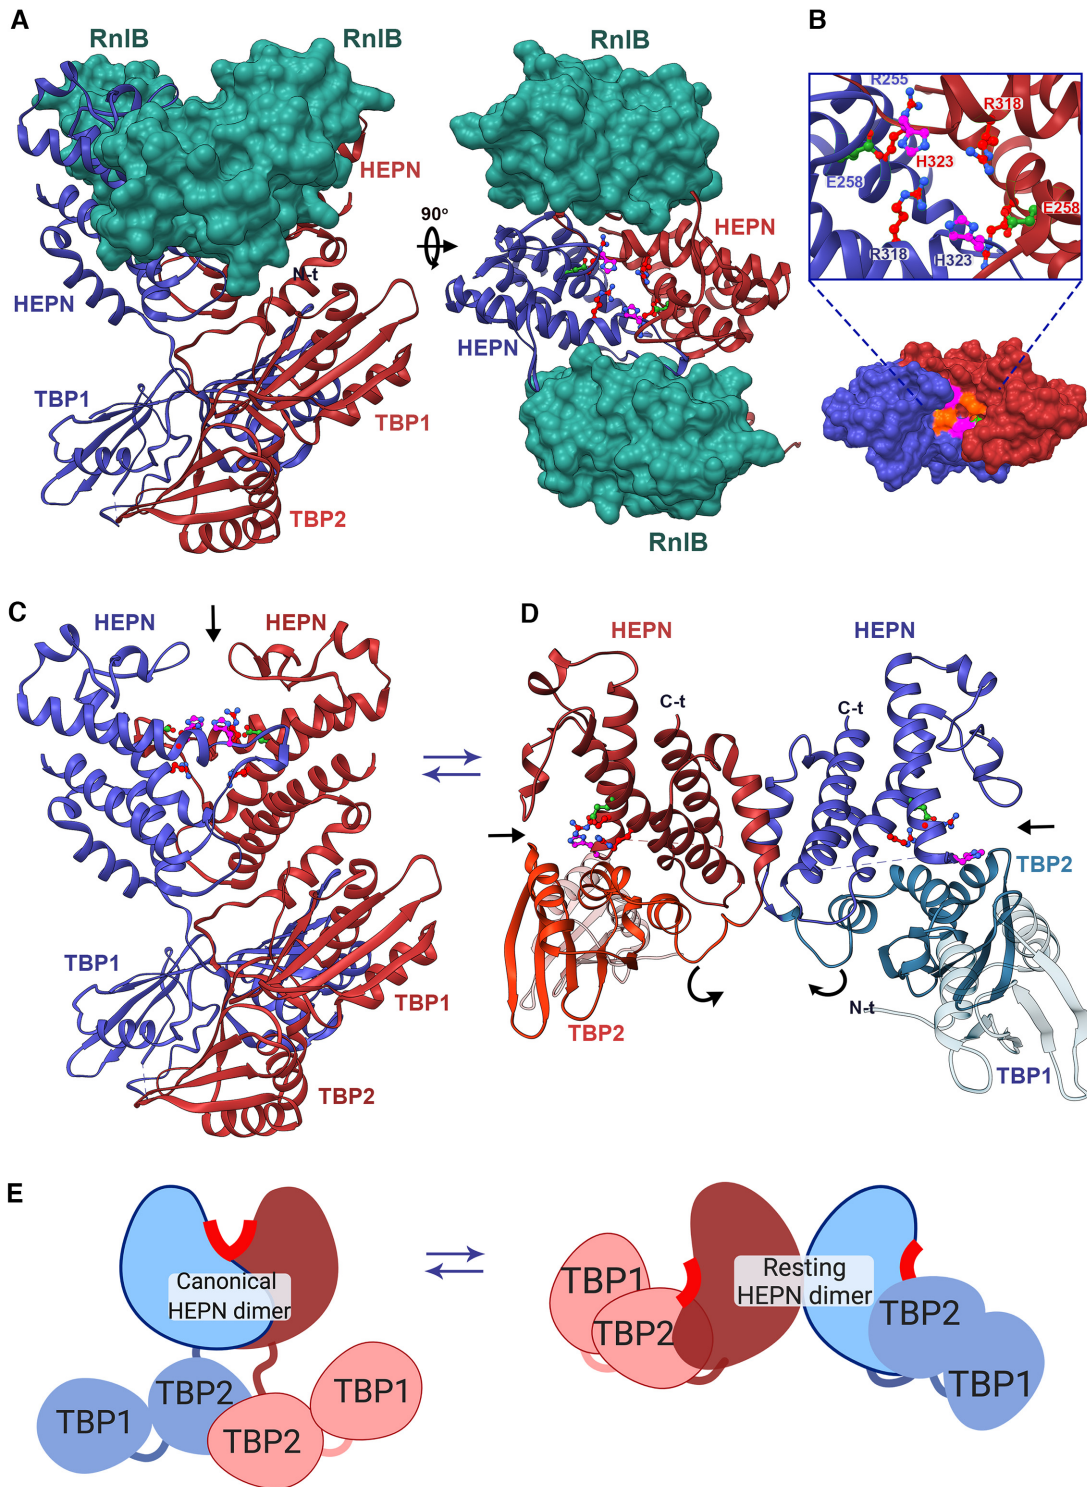 A
RnlB
RnlB
HEPN
N-t
HEPN
TBP1
TBP1
TBP2
90°
RnlB
HEPN
HEPN
RnlB
B
R255
R318
H323
E258
E258
R318
H323
C
HEPN
HEPN
TBP1
TBP1
TBP2
D
HEPN
HEPN
C-t
C-t
TBP2
N-t
TBP2
TBP1
E
Canonical
HEPN dimer
TBP1
TBP2
TBP2
TBP1
TBP1
TBP2
Resting
HEPN dimer
TBP2
TBP1